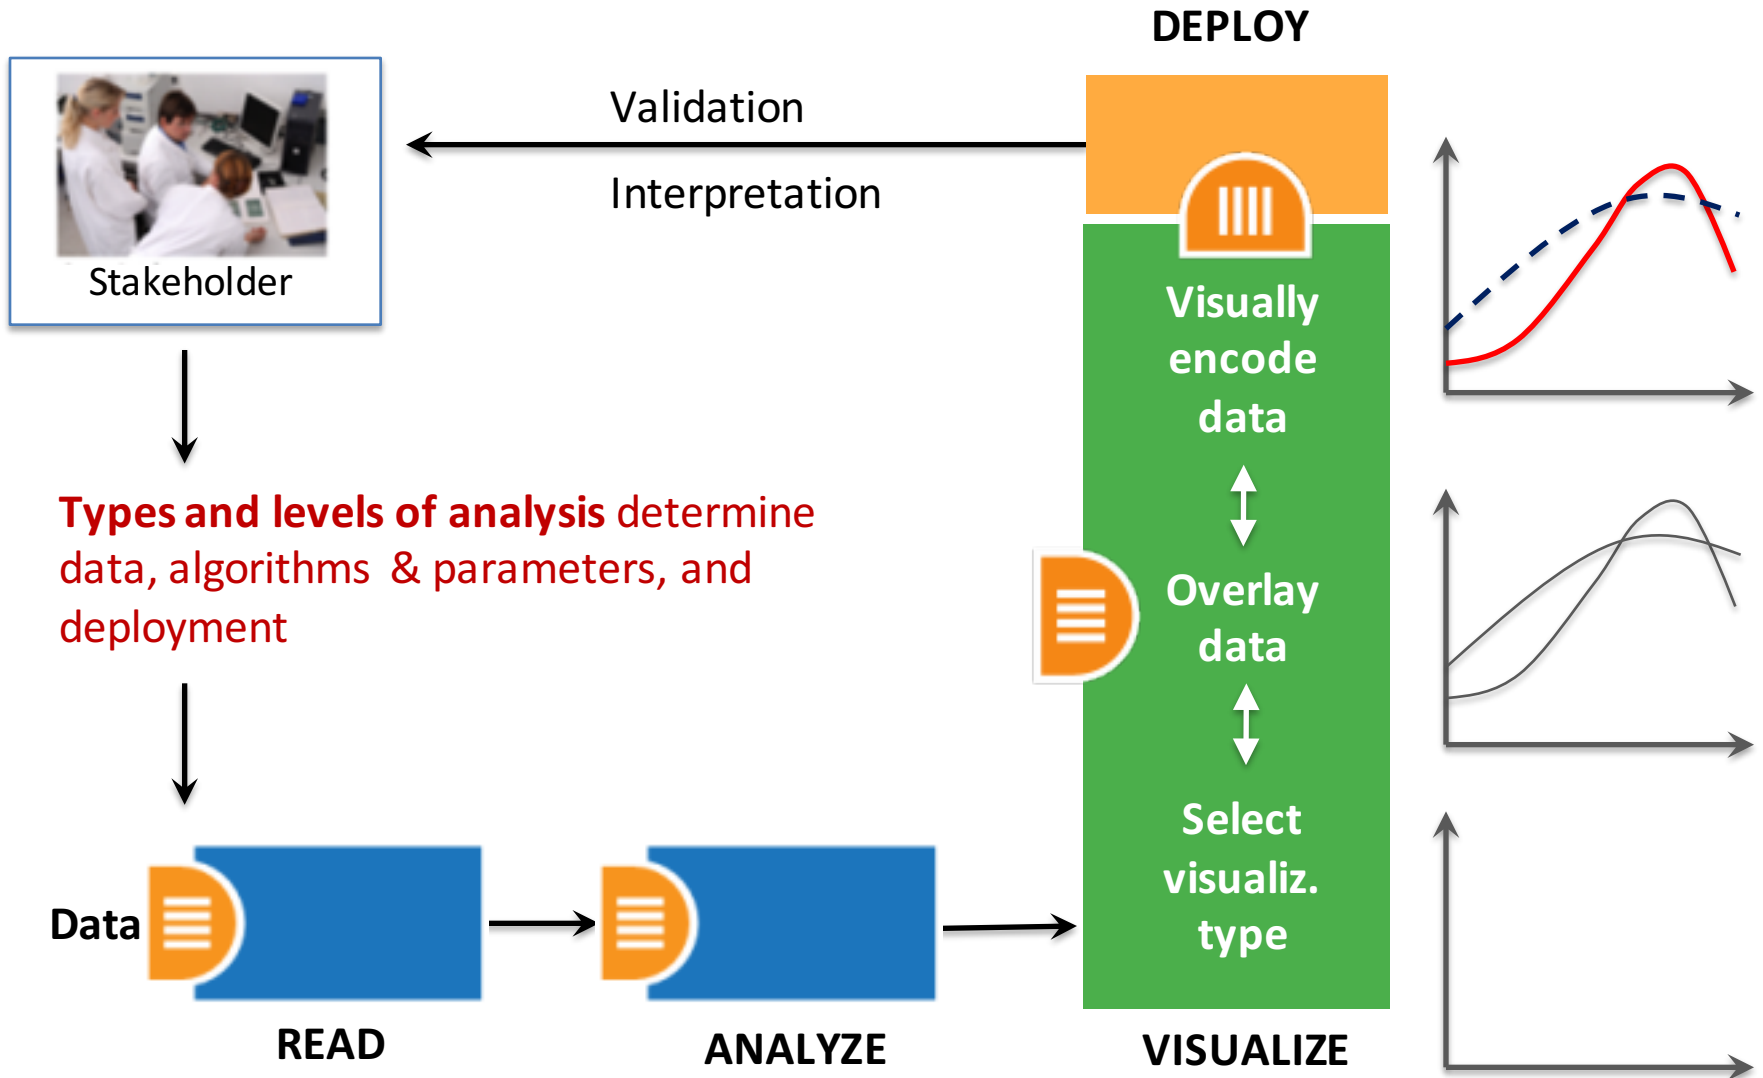 DEPLOY
Validation
Interpretation
Stakeholder
Types and levels of analysis determine
data, algorithms & parameters, and
deployment
Visually
encode
data
Overlay
data
Select
visualiz.
type
Data
READ
ANALYZE
VISUALIZE